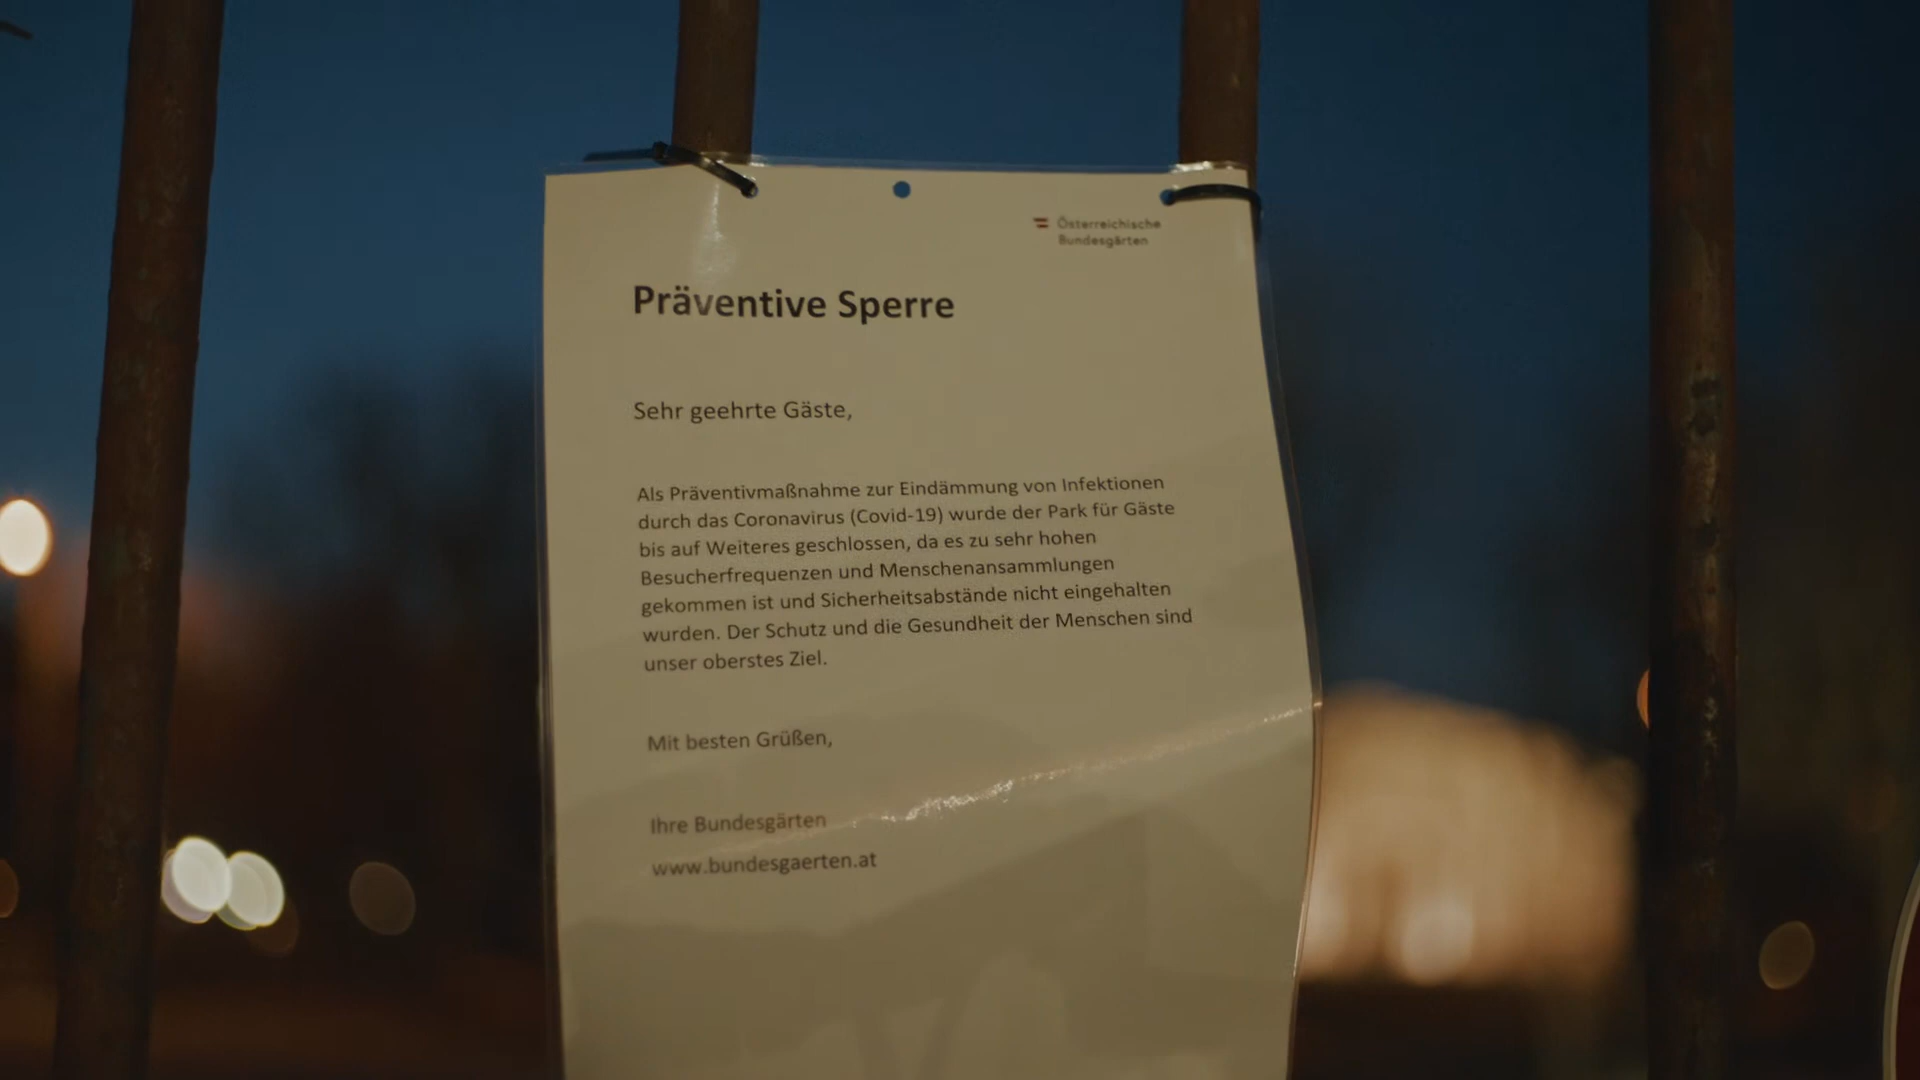 Österreichische
Bundesgärten
Präventive Sperre
Sehr geehrte Gäste,
Als Präventivmaßnahme zur Eindämmung von Infektionen
durch das Coronavirus (Covid-19) wurde der Park für Gäste
bis auf Weiteres geschlossen, da es zu sehr hohen
Besucherfrequenzen und Menschenansammlungen
gekommen ist und Sicherheitsabstände nicht eingehalten
wurden. Der Schutz und die Gesundheit der Menschen sind
unser oberstes Ziel.
Mit besten Grüßen,
Ihre Bundesgärten
www.bundesgaerten.at